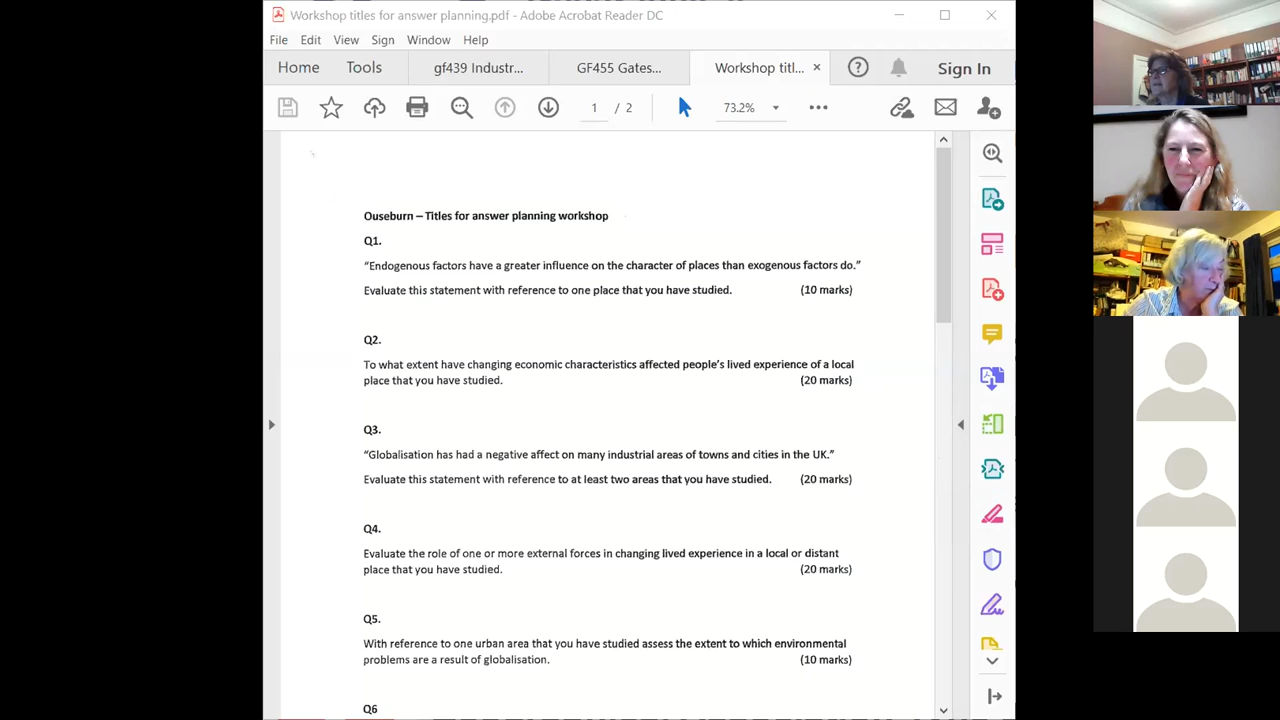 Workshop titles for answer planning.pdf - Adobe Acrobat Reader DC
File Edit View Sign Window Help
Home Tools gf439 Industr... GF455 Gates... Workshop titl... × ? Sign In
1 / 2 73.2%
Ouseburn – Titles for answer planning workshop
Q1.
“Endogenous factors have a greater influence on the character of places than exogenous factors do.”
Evaluate this statement with reference to one place that you have studied. (10 marks)
Q2.
To what extent have changing economic characteristics affected people’s lived experience of a local
place that you have studied. (20 marks)
Q3.
“Globalisation has had a negative affect on many industrial areas of towns and cities in the UK.”
Evaluate this statement with reference to at least two areas that you have studied. (20 marks)
Q4.
Evaluate the role of one or more external forces in changing lived experience in a local or distant
place that you have studied. (20 marks)
Q5.
With reference to one urban area that you have studied assess the extent to which environmental
problems are a result of globalisation. (10 marks)
Q6